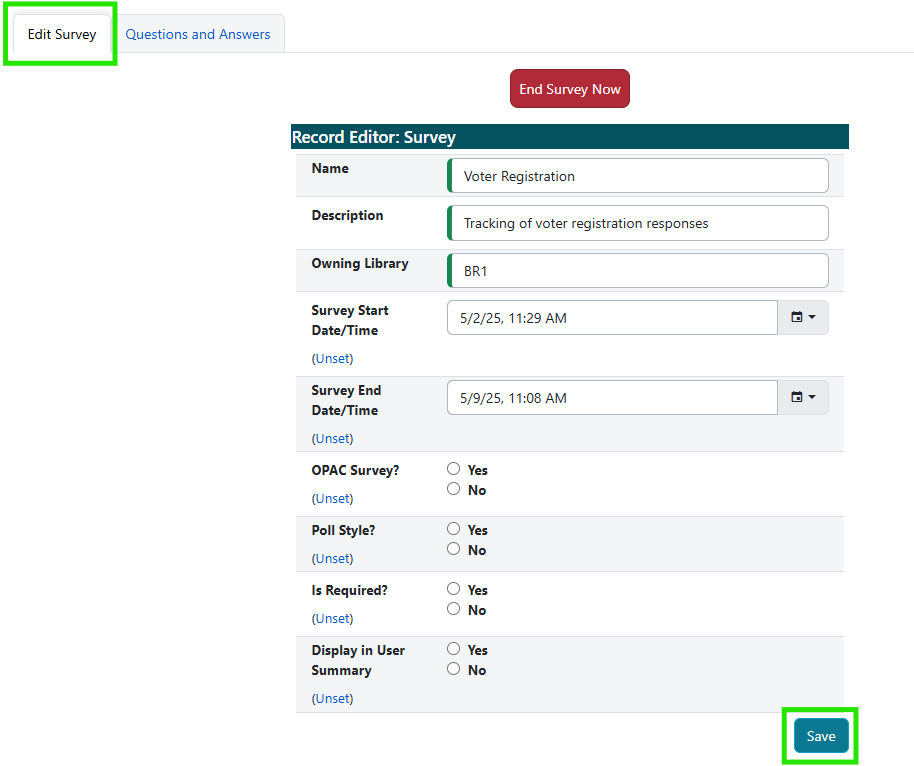 Edit Survey
Questions and Answers
End Survey Now
Record Editor: Survey
Name
Voter Registration
Description
Tracking of voter registration responses
Owning Library
BR1
Survey Start
Date/Time
5/2/25, 11:29 AM
(Unset)
Survey End
Date/Time
5/9/25, 11:08 AM
(Unset)
OPAC Survey?
Yes
No
(Unset)
Poll Style?
Yes
No
(Unset)
Is Required?
Yes
No
(Unset)
Display in User
Summary
Yes
No
(Unset)
Save